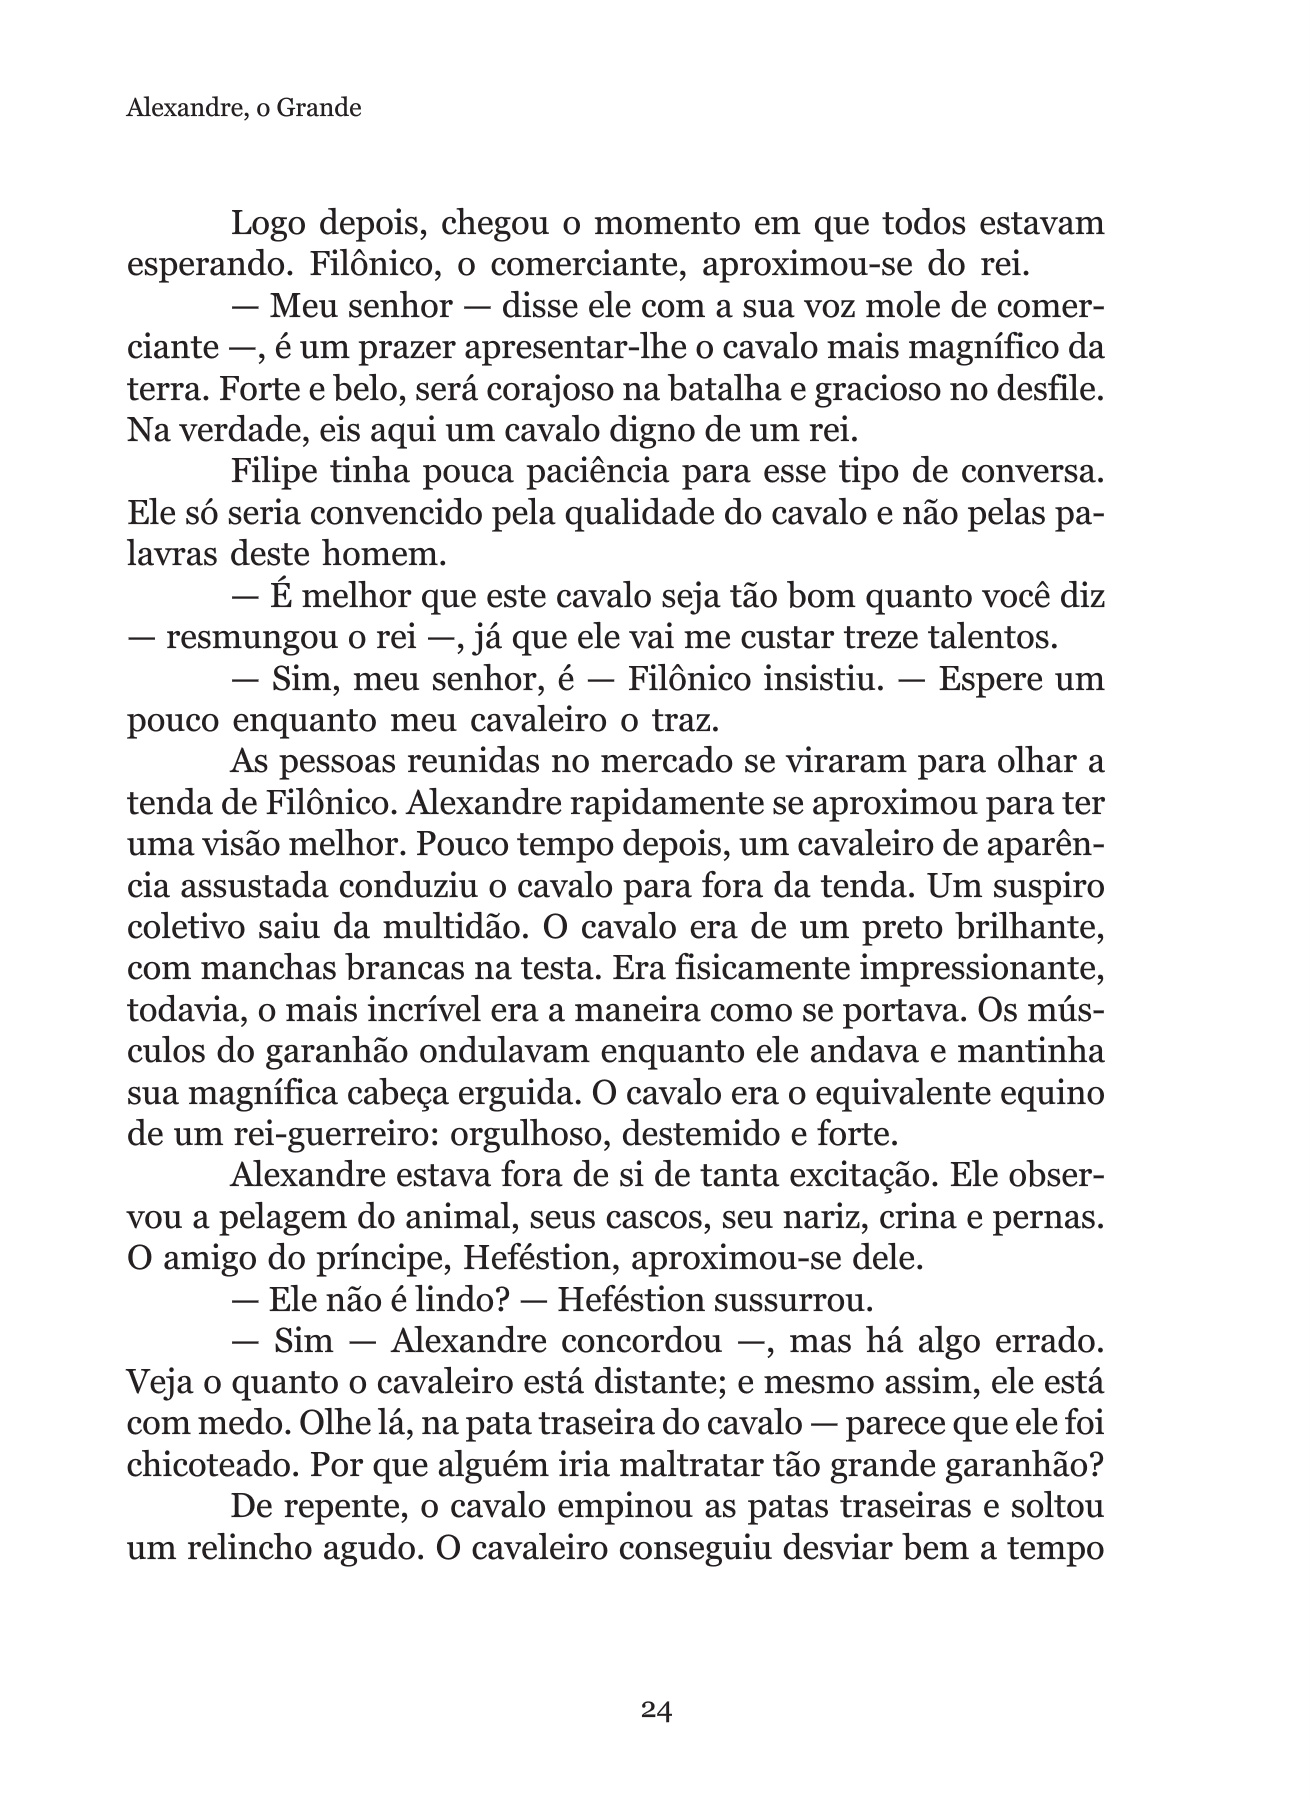 Alexandre, o Grande
Logo depois, chegou o momento em que todos estavam
esperando. Filônico, o comerciante, aproximou-se do rei.
— Meu senhor — disse ele com a sua voz mole de comer-
ciante —, é um prazer apresentar-lhe o cavalo mais magnífico da
terra. Forte e belo, será corajoso na batalha e gracioso no desfile.
Na verdade, eis aqui um cavalo digno de um rei.
Filipe tinha pouca paciência para esse tipo de conversa.
Ele só seria convencido pela qualidade do cavalo e não pelas pa-
lavras deste homem.
— É melhor que este cavalo seja tão bom quanto você diz
— resmungou o rei —, já que ele vai me custar treze talentos.
— Sim, meu senhor, é — Filônico insistiu. — Espere um
pouco enquanto meu cavaleiro o traz.
As pessoas reunidas no mercado se viraram para olhar a
tenda de Filônico. Alexandre rapidamente se aproximou para ter
uma visão melhor. Pouco tempo depois, um cavaleiro de aparên-
cia assustada conduziu o cavalo para fora da tenda. Um suspiro
coletivo saiu da multidão. O cavalo era de um preto brilhante,
com manchas brancas na testa. Era fisicamente impressionante,
todavia, o mais incrível era a maneira como se portava. Os mús-
culos do garanhão ondulavam enquanto ele andava e mantinha
sua magnífica cabeça erguida. O cavalo era o equivalente equino
de um rei-guerreiro: orgulhoso, destemido e forte.
Alexandre estava fora de si de tanta excitação. Ele obser-
vou a pelagem do animal, seus cascos, seu nariz, crina e pernas.
O amigo do príncipe, Heféstion, aproximou-se dele.
— Ele não é lindo? — Heféstion sussurrou.
— Sim — Alexandre concordou —, mas há algo errado.
Veja o quanto o cavaleiro está distante; e mesmo assim, ele está
com medo. Olhe lá, na pata traseira do cavalo — parece que ele foi
chicoteado. Por que alguém iria maltratar tão grande garanhão?
De repente, o cavalo empinou as patas traseiras e soltou
um relincho agudo. O cavaleiro conseguiu desviar bem a tempo
24